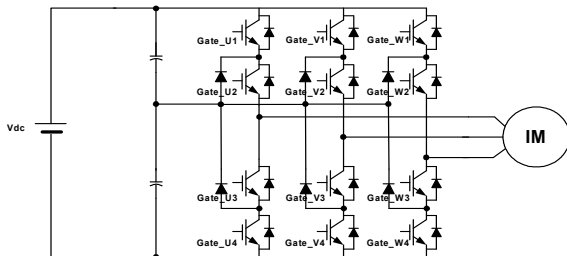 Gate_U1 Gate_V1 Gate_W1
Gate_U2 Gate_V2 Gate_W2
Vdc
IM
Gate_U3 Gate_V3 Gate_W3
Gate_U4 Gate_V4 Gate_W4